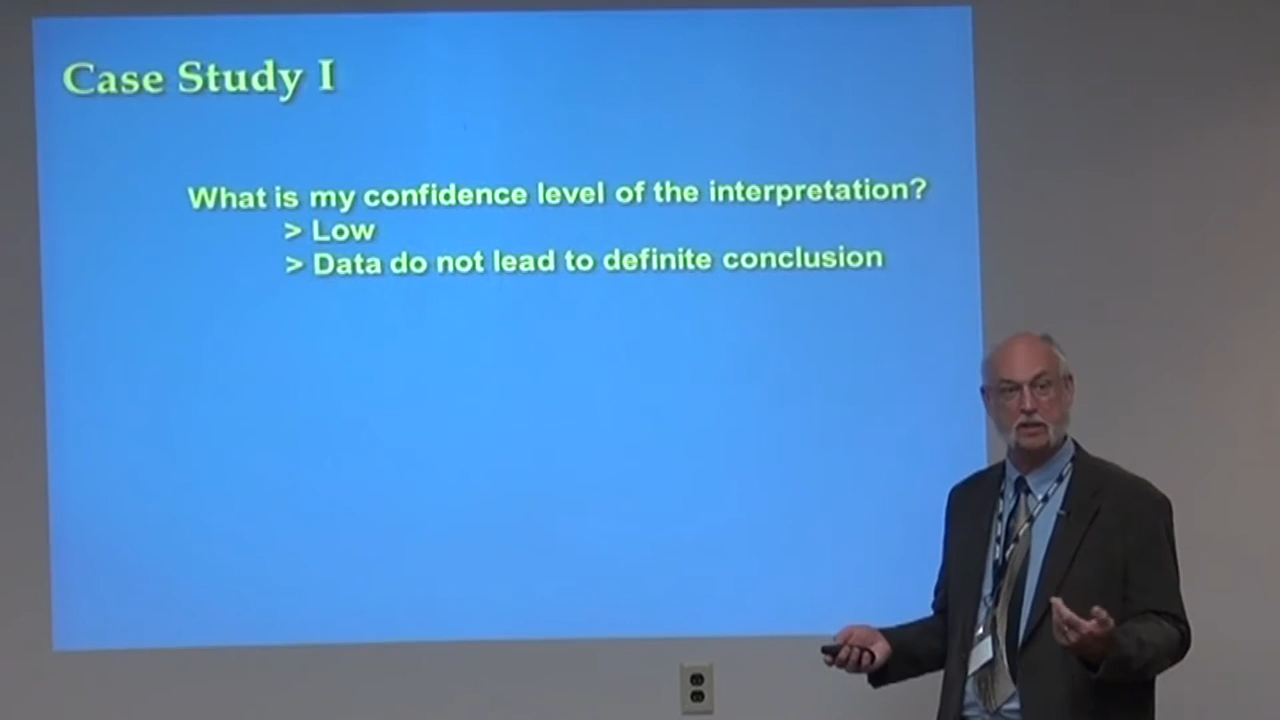 Case Study I
What is my confidence level of the interpretation?
> Low
> Data do not lead to definite conclusion